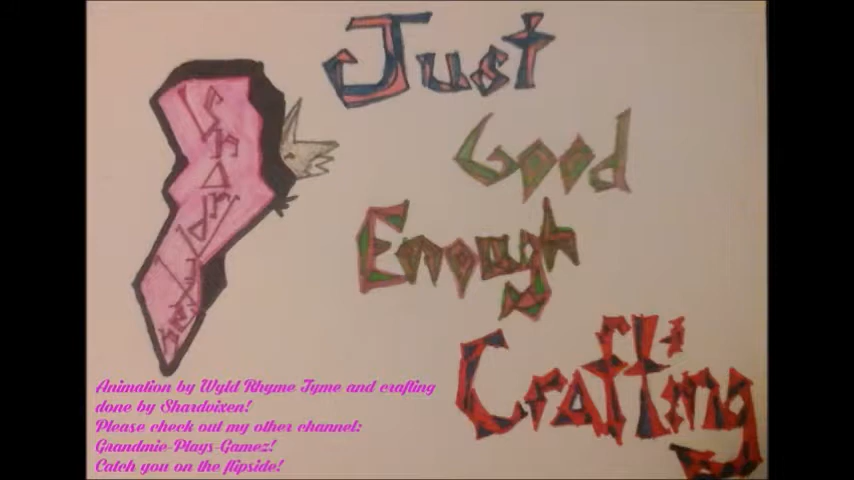 Just
Good
Enough
Crafting
ShardVixen
Animation by Wyld Rhyme Tyme and crafting
done by Shardvixen!
Please check out my other channel:
Grandmie-Plays-Gamez!
Catch you on the flipside!